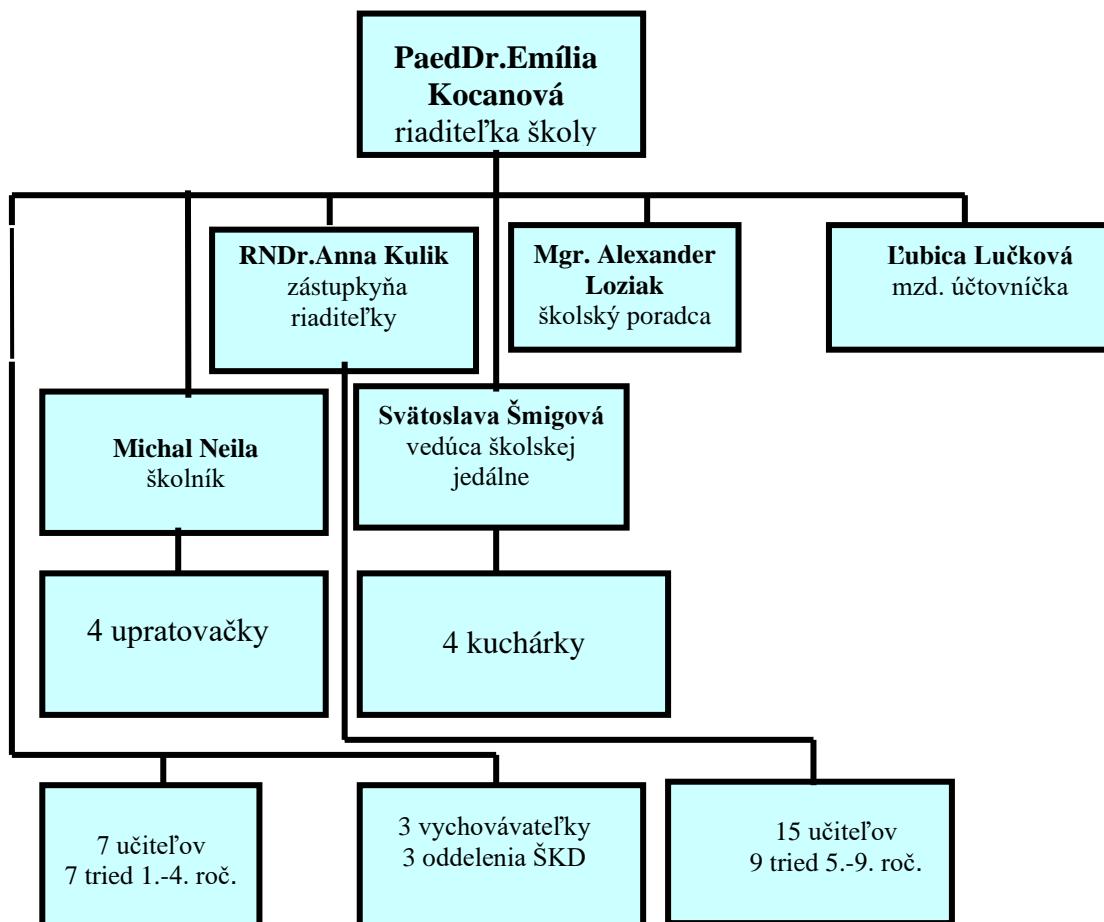 PaedDr.Emília
Kocanová
riaditeľka školy
RNDr.Anna Kulik
zástupkyňa
riaditeľky
Mgr. Alexander
Loziak
školský poradca
Ľubica Lučková
mzd. účtovníčka
Michal Neila
školník
Svätoslava Šmigová
vedúca školskej
jedálne
4 upratovačky
4 kuchárky
7 učiteľov
7 tried 1.-4. roč.
3 vychovávateľky
3 oddelenia ŠKD
15 učiteľov
9 tried 5.-9. roč.